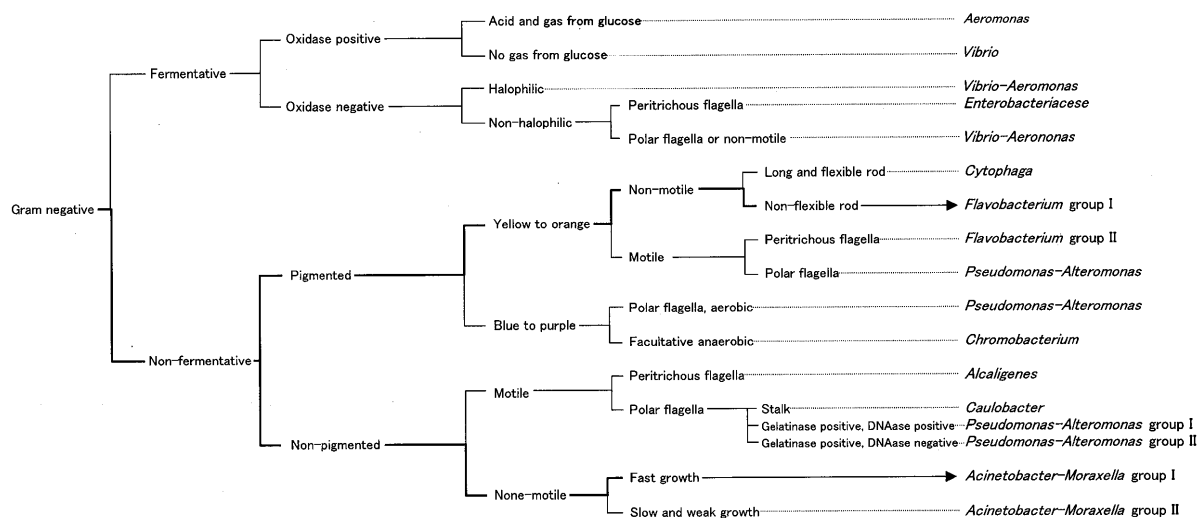 Acid and gas from glucose Aeromonas
Oxidase positive
No gas from glucose Vibrio
Fermentative
Halophilic Vibrio-Aeromonas
Oxidase negative
Peritrichous flagella Enterobacteriacese
Non-halophilic
Polar flagella or non-motile Vibrio-Aerononas
Long and flexible rod Cytophaga
Non-motile
Non-flexible rod Flavobacterium group I
Gram negative
Yellow to orange
Peritrichous flagella Flavobacterium group II
Motile
Polar flagella Pseudomonas-Alteromonas
Pigmented
Polar flagella, aerobic Pseudomonas-Alteromonas
Blue to purple
Facultative anaerobic Chromobacterium
Non-fermentative
Peritrichous flagella Alcaligenes
Motile
Polar flagella Stalk Caulobacter
Gelatinase positive, DNAase positive Pseudomonas-Alteromonas group I
Non-pigmented Gelatinase positive, DNAase negative Pseudomonas-Alteromonas group II
Fast growth Acinetobacter-Moraxella group I
None-motile
Slow and weak growth Acinetobacter-Moraxella group II